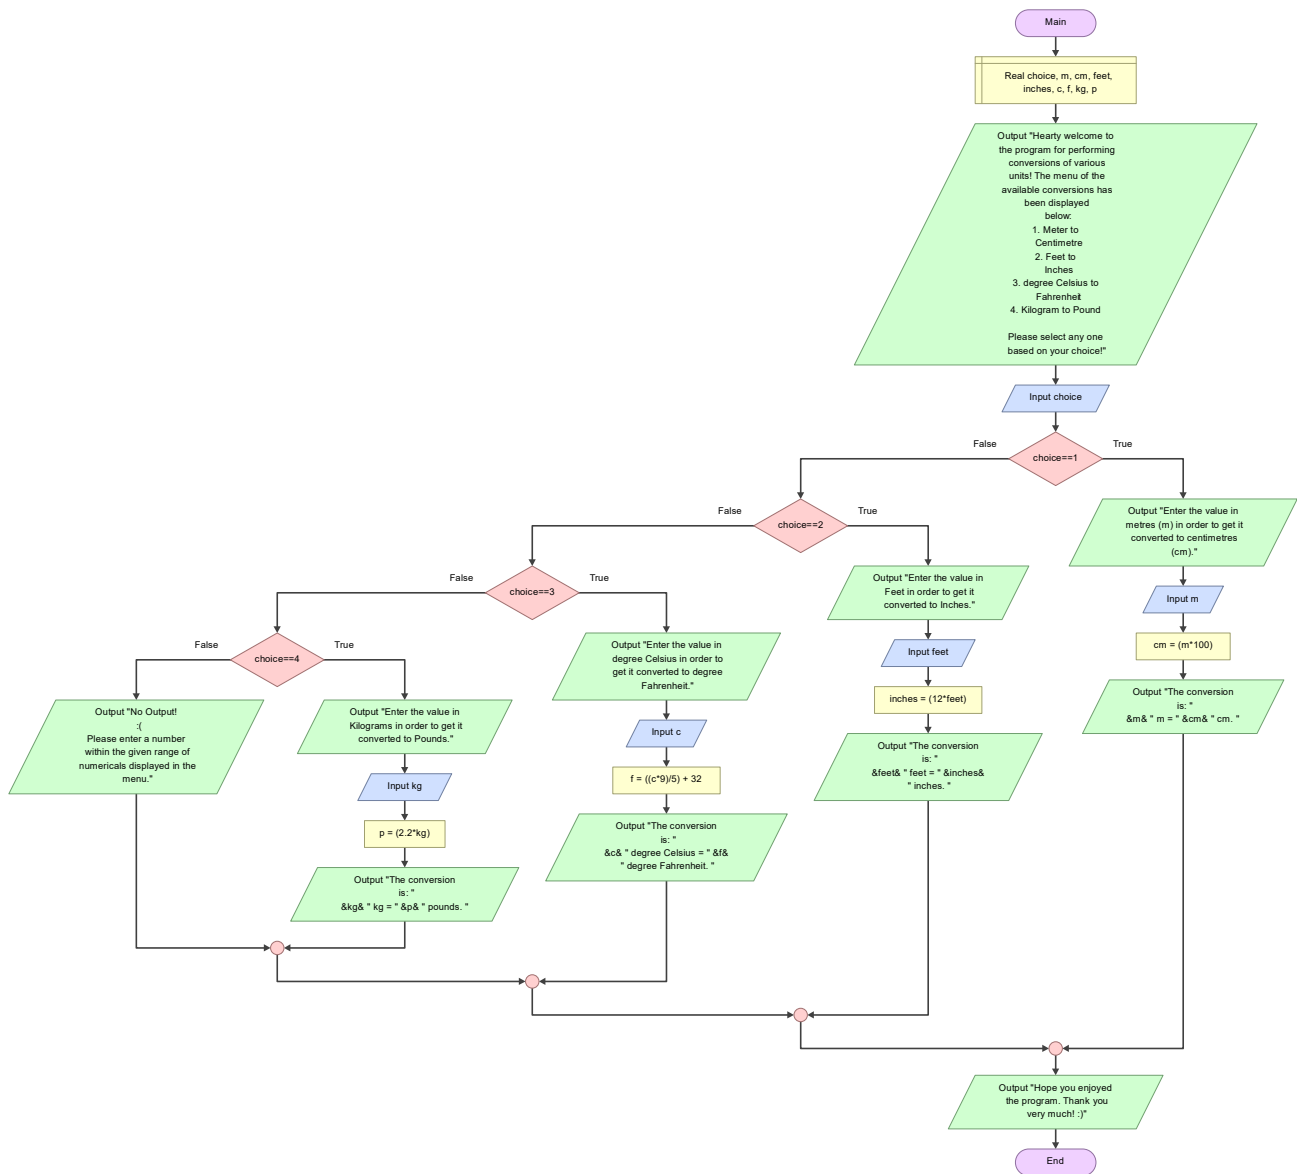 Main
Real choice, m, cm, feet,
inches, c, f, kg, p
Output "Hearty welcome to
the program for performing
conversions of various
units! The menu of the
available conversions has
been displayed
below:
1. Meter to
Centimetre
2. Feet to
Inches
3. degree Celsius to
Fahrenheit
4. Kilogram to Pound
Please select any one
based on your choice!"
Input choice
False
True
choice==1
False
True
choice==2
Output "Enter the value in
metres (m) in order to get it
converted to centimetres
(cm)."
Input m
cm = (m*100)
Output "The conversion
is: "
&m& " m = " &cm& " cm. "
False
True
choice==3
Output "Enter the value in
Feet in order to get it
converted to Inches."
Input feet
inches = (12*feet)
Output "The conversion
is: "
&feet& " feet = " &inches&
" inches. "
False
True
choice==4
Output "Enter the value in
degree Celsius in order to
get it converted to degree
Fahrenheit."
Input c
f = ((c*9)/5) + 32
Output "The conversion
is: "
&c& " degree Celsius = " &f&
" degree Fahrenheit. "
Output "No Output!
:(
Please enter a number
within the given range of
numericals displayed in the
menu."
Output "Enter the value in
Kilograms in order to get it
converted to Pounds."
Input kg
p = (2.2*kg)
Output "The conversion
is: "
&kg& " kg = " &p& " pounds. "
Output "Hope you enjoyed
the program. Thank you
very much! :)"
End